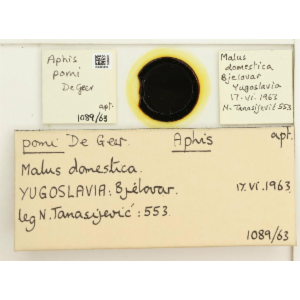 Aphis
pomi
De Geer
apt.
1089/63
Malus
domestica
Bjelovar
Yugoslavia
17.VI.1963
N.Tanasijević 553
pomi De Geer. Aphis apt.
Malus domestica.
YUGOSLAVIA: Bjelovar. 17.VI.1963
leg N. Tanasijević: 553.
1089/63